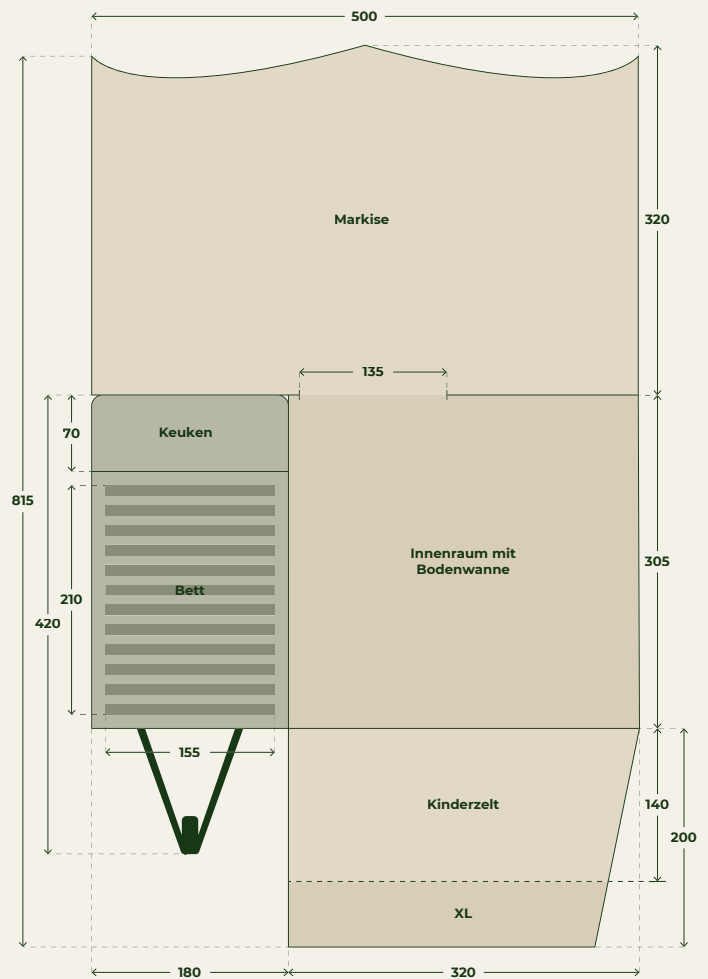 500
Markise
320
135
Keuken
70
815
Innenraum mit
Bodenwanne
305
Bett
210
420
155
Kinderzelt
140
200
XL
180
320